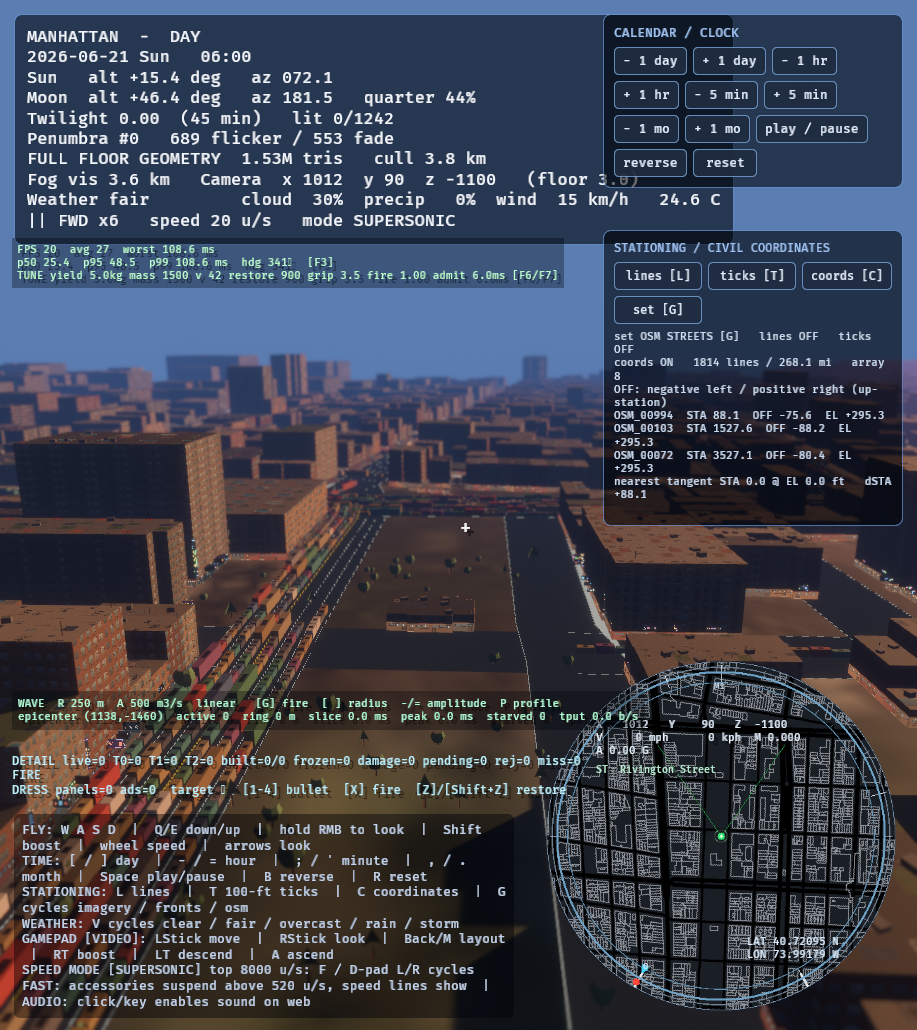 MANHATTAN - DAY
2026-06-21 Sun 06:00
Sun alt +15.4 deg az 072.1
Moon alt +46.4 deg az 181.5 quarter 44%
Twilight 0.00 (45 min) lit 0/1242
Penumbra #0 689 flicker / 553 fade
FULL FLOOR GEOMETRY 1.53M tris cull 3.8 km
Fog vis 3.6 km Camera x 1012 y 90 z -1100 (floor 3.0)
Weather fair cloud 30% precip 0% wind 15 km/h 24.6 C
|| FWD x6 speed 20 u/s mode SUPERSONIC
FPS 20 avg 27 worst 108.6 ms
p50 25.4 p95 48.5 p99 108.6 ms hdg 341 [F3]
TUNE yield 5.0kg mass 1500 v 42 restore 900 grip 3.5 fire 1.00 admit 6.0ms [F6/F7]
CALENDAR / CLOCK
- 1 day + 1 day - 1 hr
+ 1 hr - 5 min + 5 min
- 1 mo + 1 mo play / pause
reverse reset
STATIONING / CIVIL COORDINATES
lines [L] ticks [T] coords [C]
set [G]
set OSM STREETS [G] lines OFF ticks
OFF
coords ON 1814 lines / 268.1 mi array
8
OFF: negative left / positive right (up-
station)
OSM_00994 STA 88.1 OFF -75.6 EL +295.3
OSM_00103 STA 1527.6 OFF -88.2 EL
+295.3
OSM_00072 STA 3527.1 OFF -80.4 EL
+295.3
nearest tangent STA 0.0 @ EL 0.0 ft dSTA
+88.1
WAVE R 250 m A 500 m3/s linear [G] fire [ ] radius -/= amplitude P profile
epicenter (1138,-1460) active 0 ring 0 m slice 0.0 ms peak 0.0 ms starved 0 tput 0.0 b/s
DETAIL live=0 T0=0 T1=0 T2=0 built=0/0 frozen=0 damage=0 pending=0 rej=0 miss=0
FIRE
DRESS panels=0 ads=0 target [1-4] bullet [X] fire [Z]/[Shift+Z] restore
FLY: W A S D | Q/E down/up | hold RMB to look | Shift
boost | wheel speed | arrows look
TIME: [ / ] day | - / = hour | ; / ' minute | , / .
month | Space play/pause | B reverse | R reset
STATIONING: L lines | T 100-ft ticks | C coordinates | G
cycles imagery / fronts / osm
WEATHER: V cycles clear / fair / overcast / rain / storm
GAMEPAD [VIDEO]: LStick move | RStick look | Back/M layout
| RT boost | LT descend | A ascend
SPEED MODE [SUPERSONIC] top 8000 u/s: F / D-pad L/R cycles
FAST: accessories suspend above 520 u/s, speed lines show |
AUDIO: click/key enables sound on web
X 1012 Y 90 Z -1100
V 0 mph 0 kph M 0.000
A 0.00 G
ST Rivington Street
LAT 40.72095 N
LON 73.99179 W